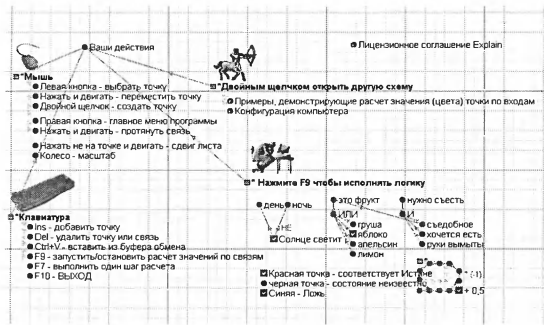 Ваши действия
Лицензионное соглашение Explain
"Мышь
Левая кнопка - выбрать точку
Нажать и двигать - переместить точку
Двойной щелчок - создать точку
Правая кнопка - главное меню программы
Нажать и двигать - протянуть связь
Нажать не на точке и двигать - сдвиг листа
Колесо - масштаб
"Двойным щелчком открыть другую схему
Примеры, демонстрирующие расчет значения (цвета) точки по входам
Конфигурация компьютера
"Клавиатура
Ins - добавить точку
Del - удалить точку или связь
Ctrl+V - вставить из буфера обмена
F9 - запустить/остановить расчет значений по связям
F7 - выполнить один шаг расчета
F10 - ВЫХОД
" Нажмите F9 чтобы исполнять логику
день
ночь
НЕ
Солнце светит
это фрукт
ИЛИ
груша
яблоко
апельсин
лимон
нужно съесть
И
съедобное
хочется есть
руки вымыты
Красная точка - соответствует Истине
черная точка - состояние неизвестно
Синяя - Ложь
* (-1)
+ 0,5